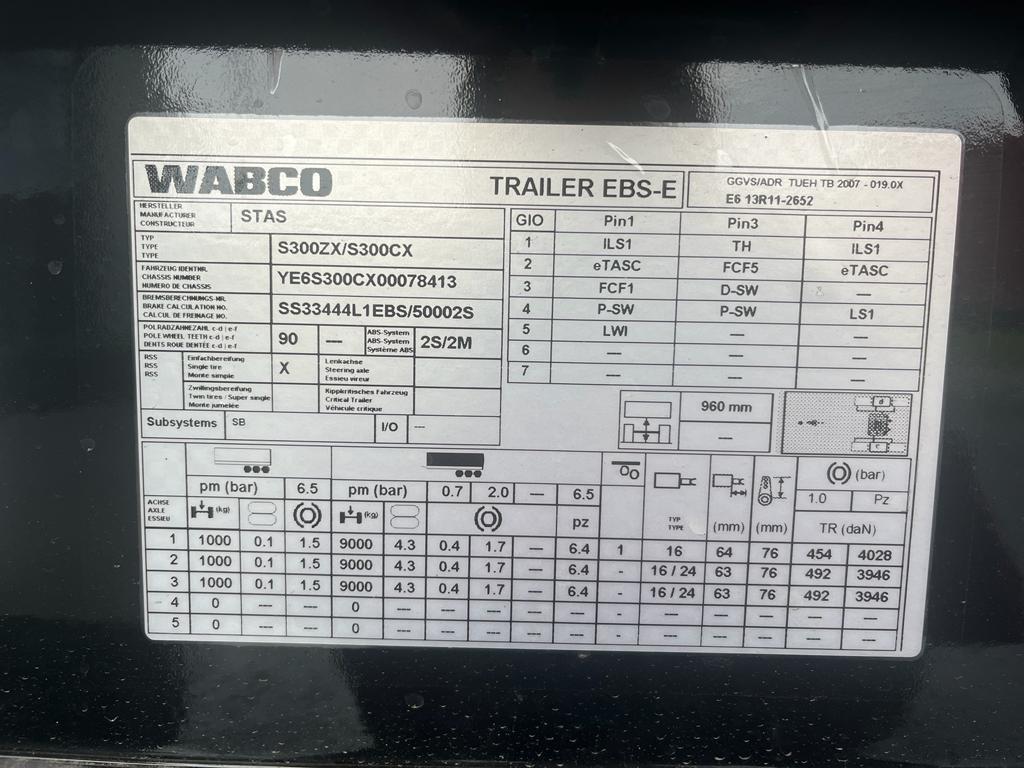 WABCO TRAILER EBS-E GGVS/ADR TUEH TB 2007 - 019.0X
E6 13R11-2652
HERSTELLER
MANUFACTURER
CONSTRUCTEUR
STAS
TYP
TYPE
TYPE
S300ZX/S300CX
FAHRZEUG IDENTNR.
CHASSIS NUMBER
NUMERO DE CHASSIS
YE6S300CX00078413
BREMSBERECHNUNGS-NR.
BRAKE CALCULATION NO.
CALCUL DE FREINAGE NO.
SS33444L1EBS/50002S
POLRADZAHNEZAHL c-d | e-f
POLE WHEEL TEETH c-d | e-f
DENTS ROUE DENTÉE c-d | e-f
90 —
ABS-System
ABS-System
Système ABS
2S/2M
RSS
RSS
RSS
Einfachbereifung
Single tire
Monte simple
X
Lenkachse
Steering axle
Essieu vireur
Zwillingsbereifung
Twin tires / Super single
Monte jumelée
Kippkritisches Fahrzeug
Critical Trailer
Véhicule critique
Subsystems SB I/O ---
GIO Pin1 Pin3 Pin4
1 ILS1 TH ILS1
2 eTASC FCF5 eTASC
3 FCF1 D-SW —
4 P-SW P-SW LS1
5 LWI — —
6 — — —
7 — — —
960 mm
—
d
c
pm (bar) 6.5 pm (bar) 0.7 2.0 — 6.5
(bar)
1.0 Pz
ACHSE
AXLE
ESSIEU
(kg) (kg) pz
TYP
TYPE
(mm) (mm) TR (daN)
1 1000 0.1 1.5 9000 4.3 0.4 1.7 — 6.4 1 16 64 76 454 4028
2 1000 0.1 1.5 9000 4.3 0.4 1.7 — 6.4 - 16 / 24 63 76 492 3946
3 1000 0.1 1.5 9000 4.3 0.4 1.7 — 6.4 - 16 / 24 63 76 492 3946
4 0 --- --- 0 --- --- --- --- --- - --- --- --- --- ---
5 0 --- --- 0 --- --- --- --- --- - --- --- --- --- ---